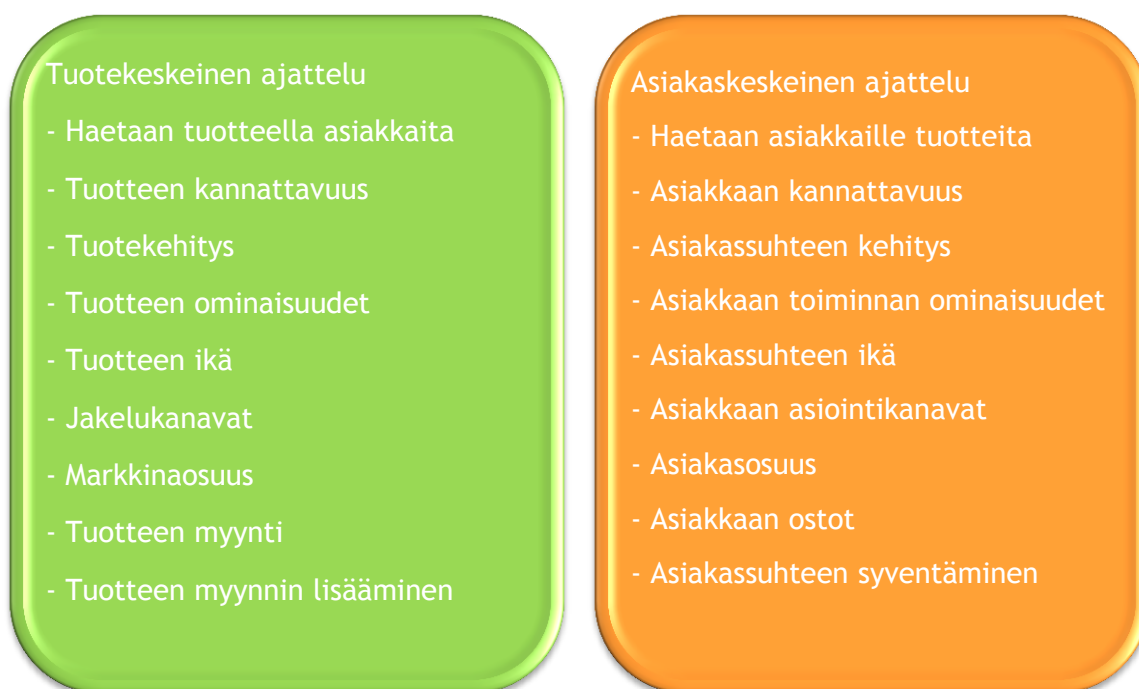 Tuotekeskeinen ajattelu
- Haetaan tuotteella asiakkaita
- Tuotteen kannattavuus
- Tuotekehitys
- Tuotteen ominaisuudet
- Tuotteen ikä
- Jakelukanavat
- Markkinaosuus
- Tuotteen myynti
- Tuotteen myynnin lisääminen
Asiakaskeskeinen ajattelu
- Haetaan asiakkaille tuotteita
- Asiakkaan kannattavuus
- Asiakassuhteen kehitys
- Asiakkaan toiminnan ominaisuudet
- Asiakassuhteen ikä
- Asiakkaan asiointikanavat
- Asiakasosuus
- Asiakkaan ostot
- Asiakassuhteen syventäminen